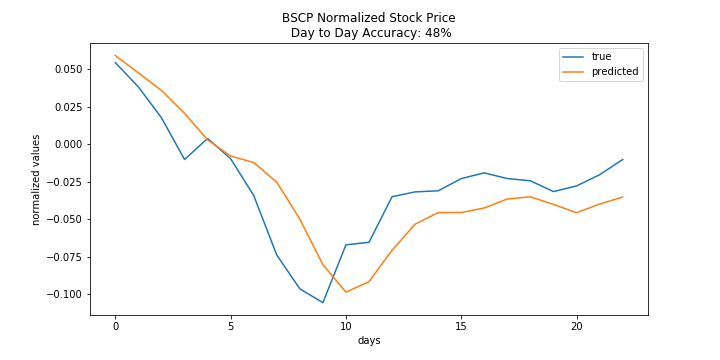 BSCP Normalized Stock Price
Day to Day Accuracy: 48%
true
predicted
normalized values
0.050
0.025
0.000
−0.025
−0.050
−0.075
−0.100
0
5
10
15
20
days